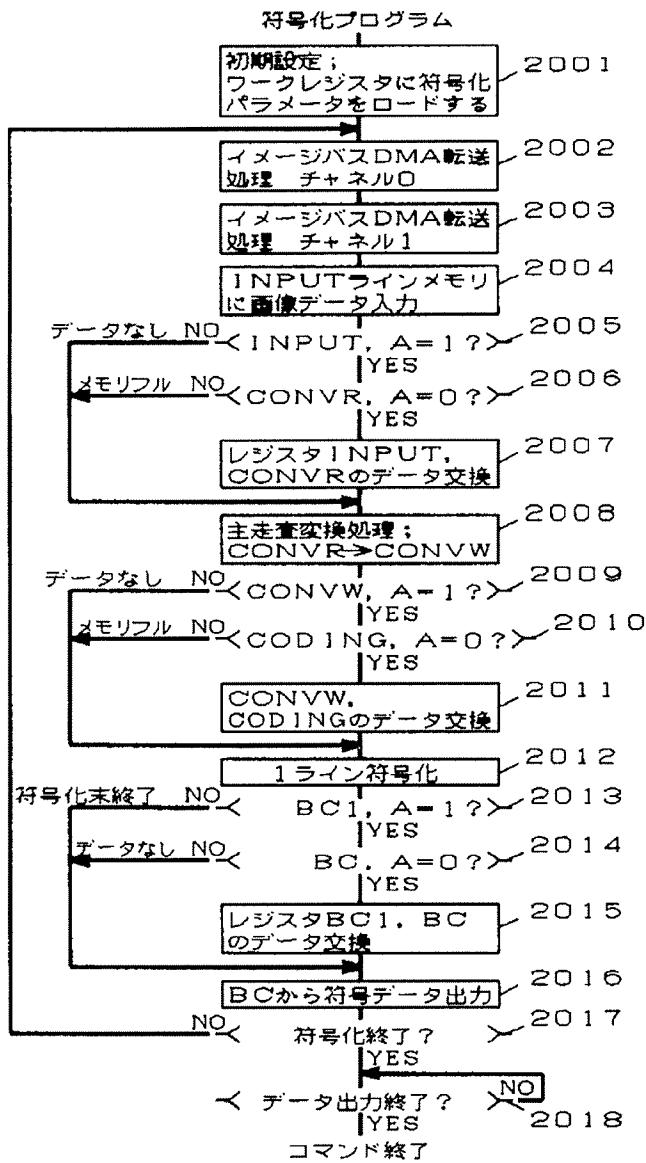 符号化プログラム
初期設定；
ワークレジスタに符号化
パラメータをロードする
2001
イメージバスDMA転送
処理 チャネル0
2002
イメージバスDMA転送
処理 チャネル1
2003
INPUTラインメモリ
に画像データ入力
2004
データなし NO
INPUT, A=1?
2005
YES
メモリフル NO
CONVR, A=0?
2006
YES
レジスタINPUT,
CONVRのデータ交換
2007
主走査変換処理；
CONVR→CONVW
2008
データなし NO
CONVW, A=1?
2009
YES
メモリフル NO
CODING, A=0?
2010
YES
CONVW,
CODINGのデータ交換
2011
1ライン符号化
2012
符号化末終了 NO
BC1, A=1?
2013
YES
データなし NO
BC, A=0?
2014
YES
レジスタBC1, BC
のデータ交換
2015
BCから符号データ出力
2016
NO
符号化終了?
2017
YES
NO
データ出力終了?
2018
YES
コマンド終了